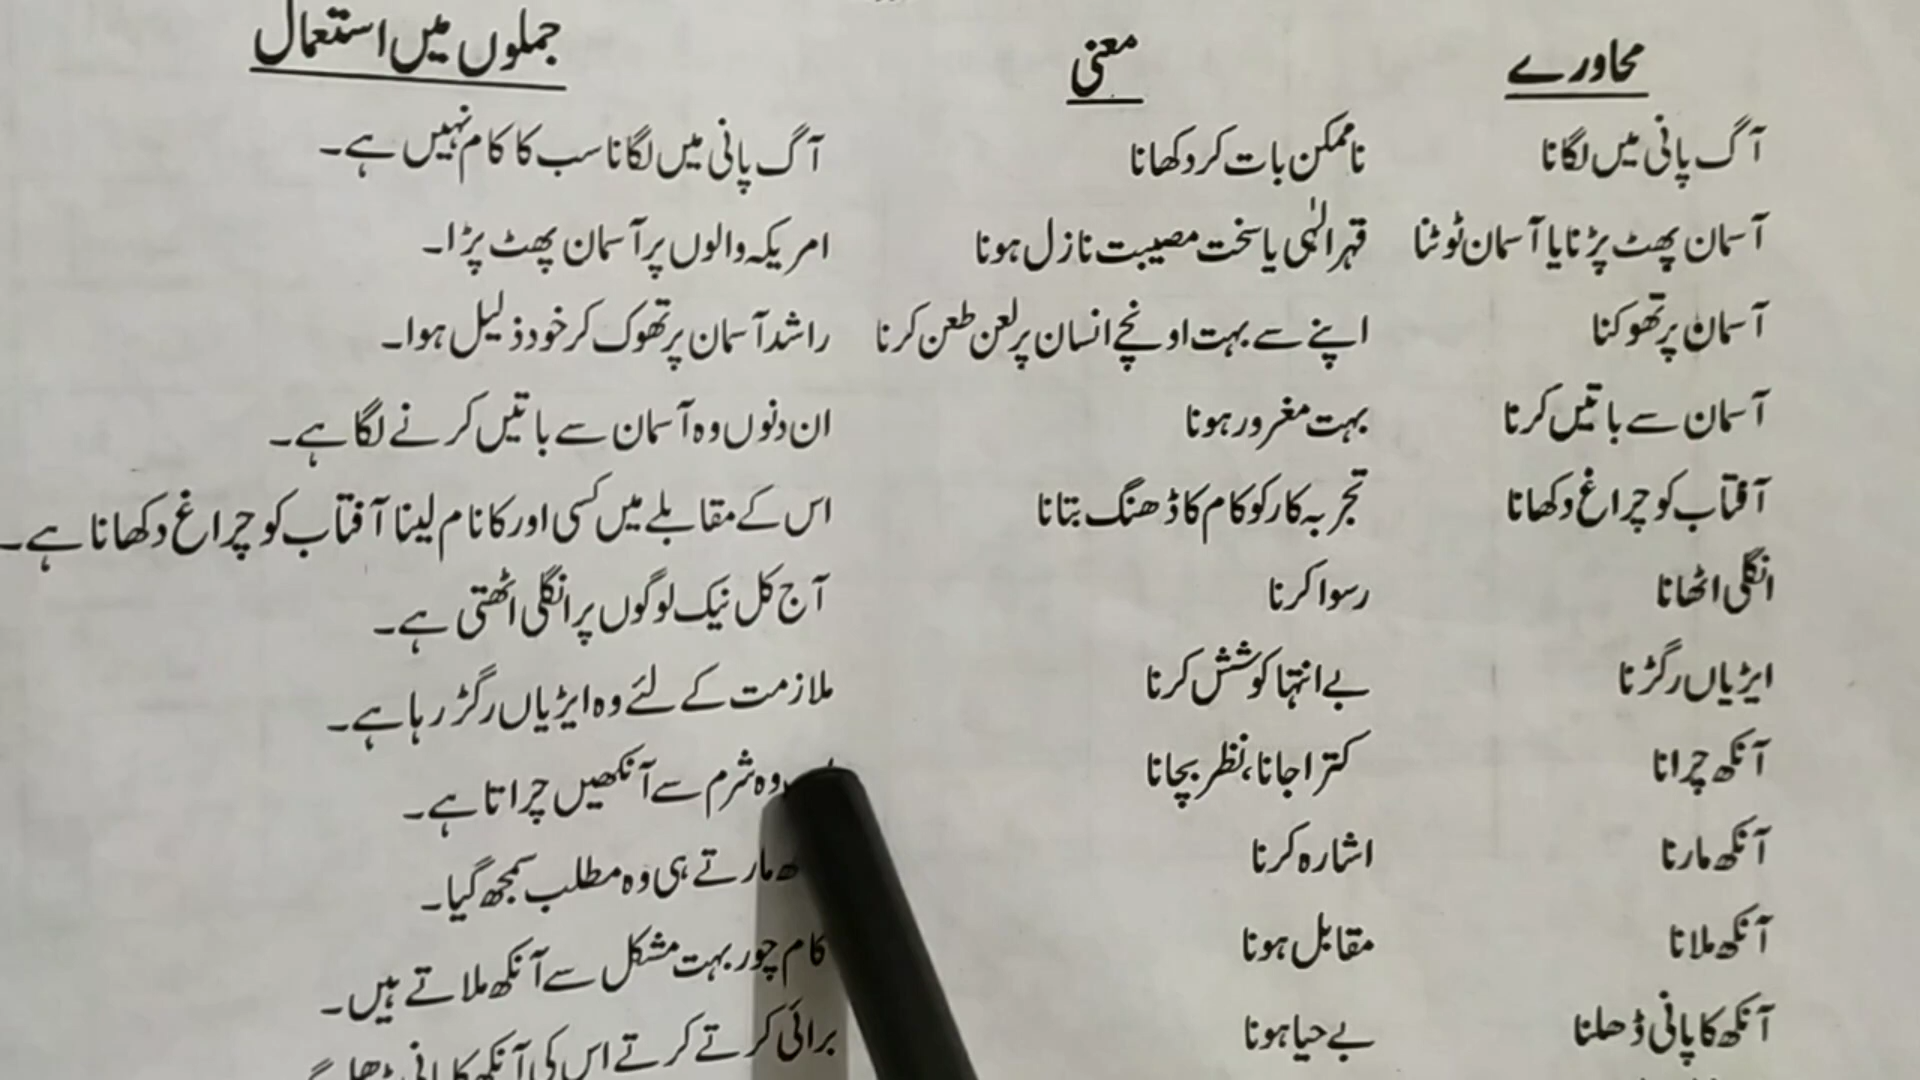 محاورے معنی جملوں میں استعمال
آگ پانی میں لگانا ناممکن بات کر دکھانا آگ پانی میں لگانا سب کا کام نہیں ہے۔
آسمان پھٹ پڑنا یا آسمان ٹوٹنا قہر الٰہی یا سخت مصیبت نازل ہونا امریکہ والوں پر آسمان پھٹ پڑا۔
آسمان پر تھوکنا اپنے سے بہت اونچے انسان پر لعن طعن کرنا راشد آسمان پر تھوک کر خود ذلیل ہوا۔
آسمان سے باتیں کرنا بہت مغرور ہونا ان دنوں وہ آسمان سے باتیں کرنے لگا ہے۔
آفتاب کو چراغ دکھانا تجربہ کار کو کام کا ڈھنگ بتانا اس کے مقابلے میں کسی اور کا نام لینا آفتاب کو چراغ دکھانا ہے۔
انگلی اٹھانا رسوا کرنا آج کل نیک لوگوں پر انگلی اٹھتی ہے۔
ایڑیاں رگڑنا بے انتہا کوشش کرنا ملازمت کے لئے وہ ایڑیاں رگڑ رہا ہے۔
آنکھ چرانا کترا جانا، نظر بچانا وہ شرم سے آنکھیں چراتا ہے۔
آنکھ مارنا اشارہ کرنا مارتے ہی وہ مطلب سمجھ گیا۔
آنکھ ملانا مقابل ہونا کام چور بہت مشکل سے آنکھ ملاتے ہیں۔
آنکھ کا پانی ڈھلنا بے حیا ہونا برائی کرتے کرتے اس کی آنکھ کا پانی